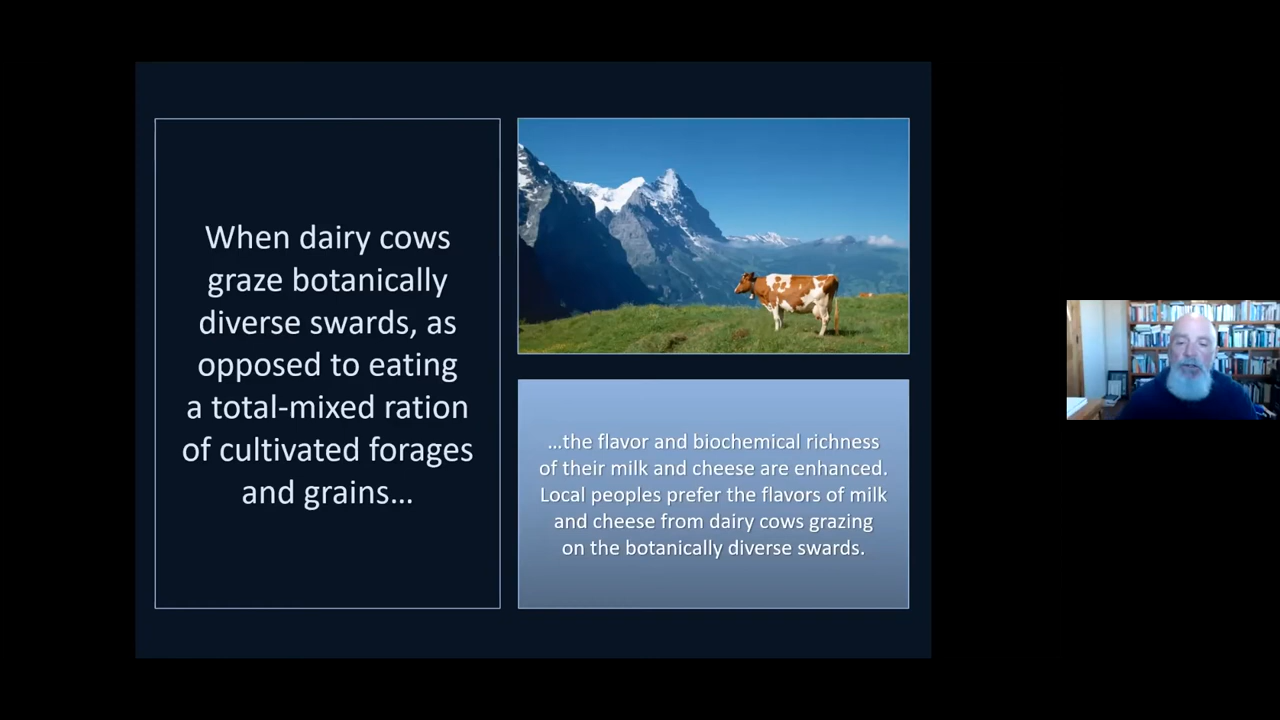 When dairy cows
graze botanically
diverse swards, as
opposed to eating
a total-mixed ration
of cultivated forages
and grains...
...the flavor and biochemical richness
of their milk and cheese are enhanced.
Local peoples prefer the flavors of milk
and cheese from dairy cows grazing
on the botanically diverse swards.